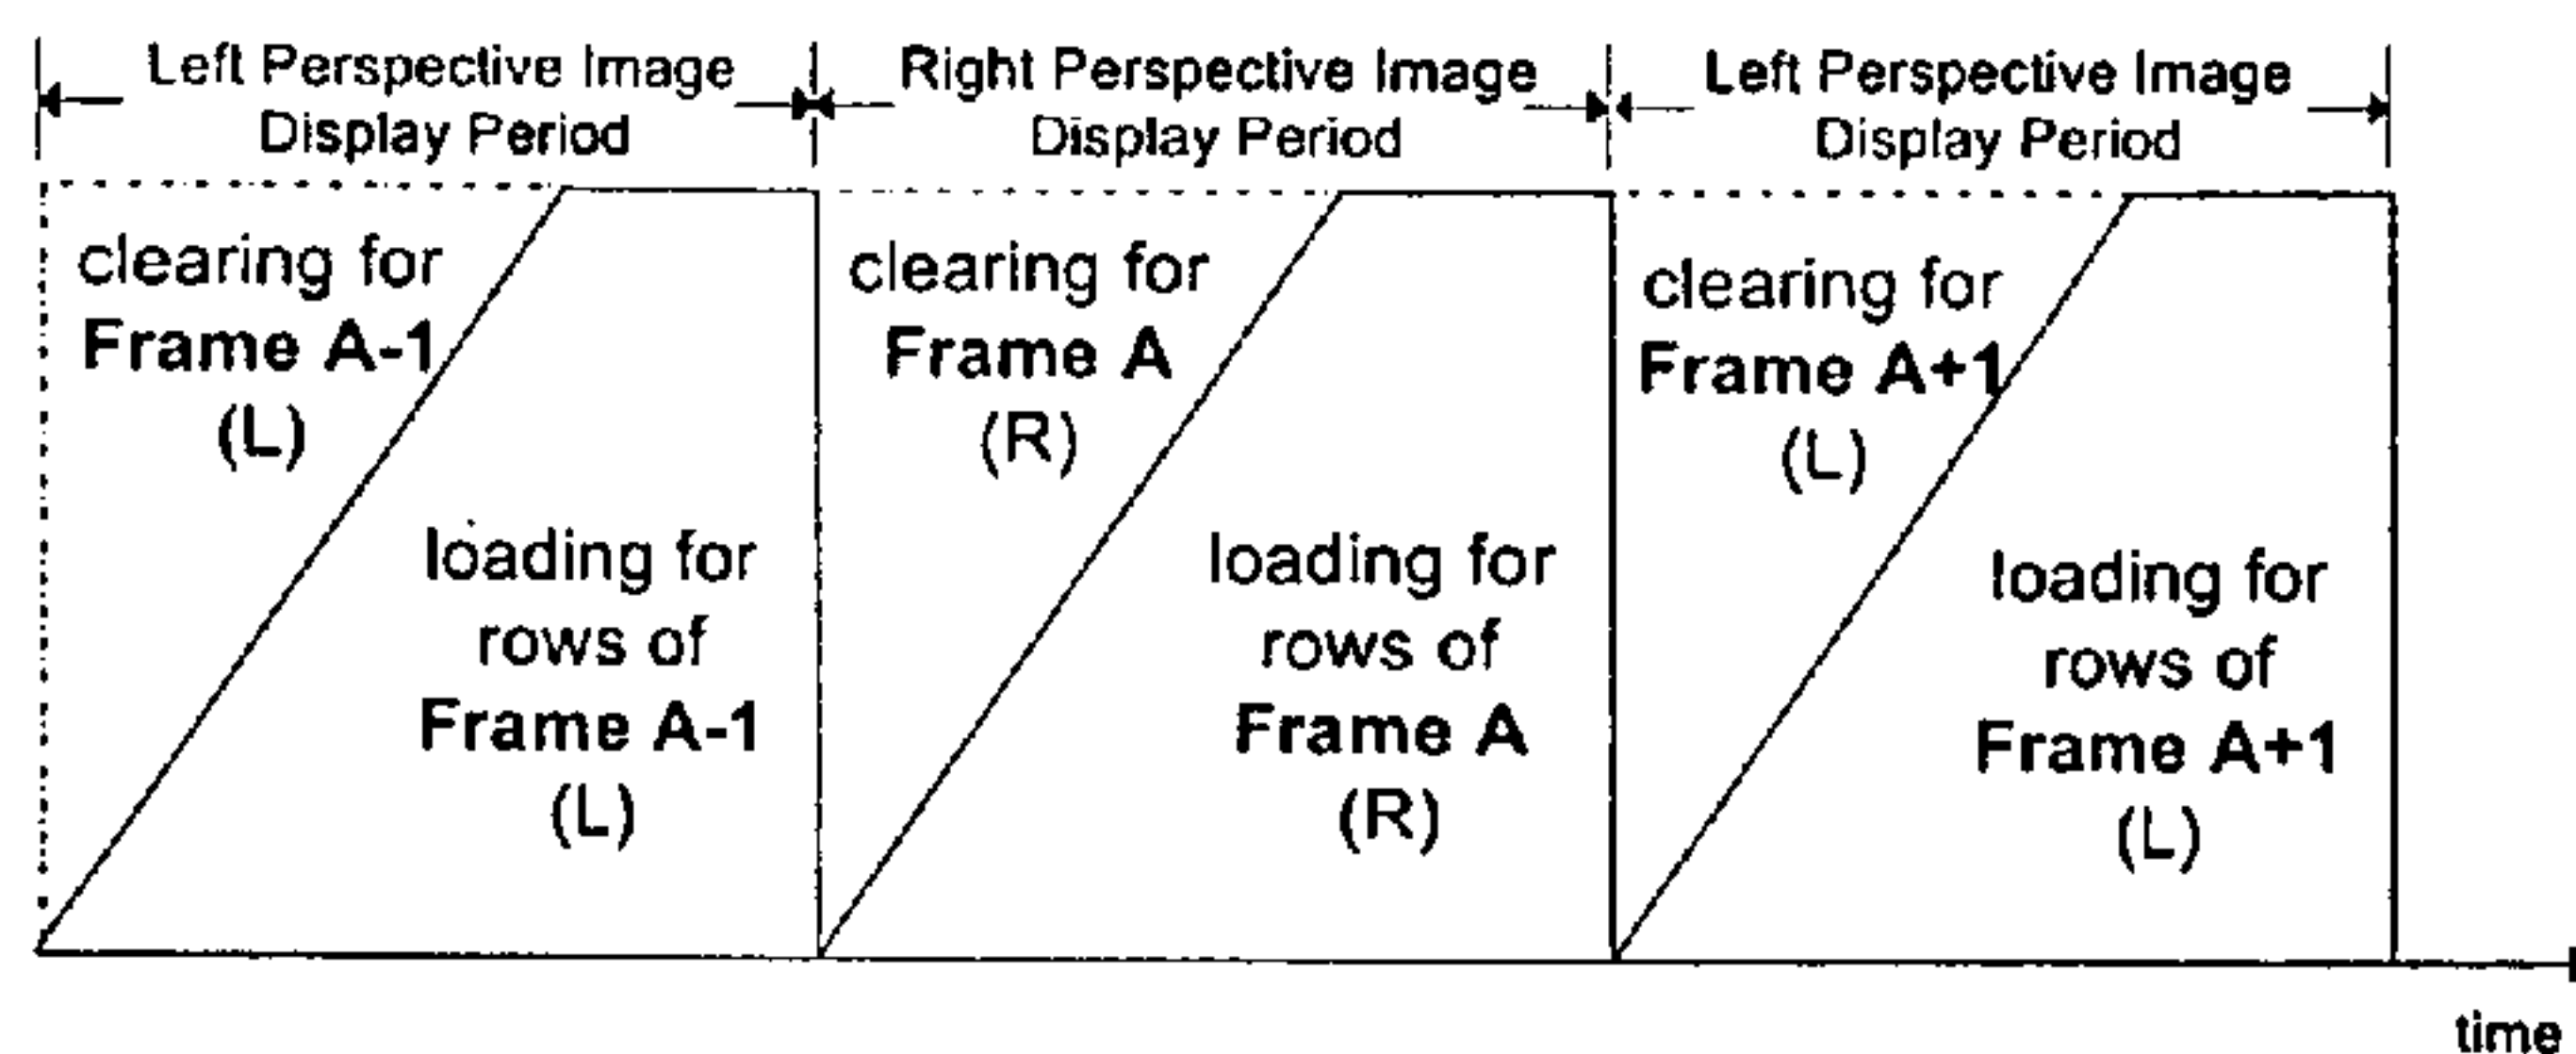 Left Perspective Image
Display Period
Right Perspective Image
Display Period
Left Perspective Image
Display Period
clearing for
Frame A-1
(L)
loading for
rows of
Frame A-1
(L)
clearing for
Frame A
(R)
loading for
rows of
Frame A
(R)
clearing for
Frame A+1
(L)
loading for
rows of
Frame A+1
(L)
time